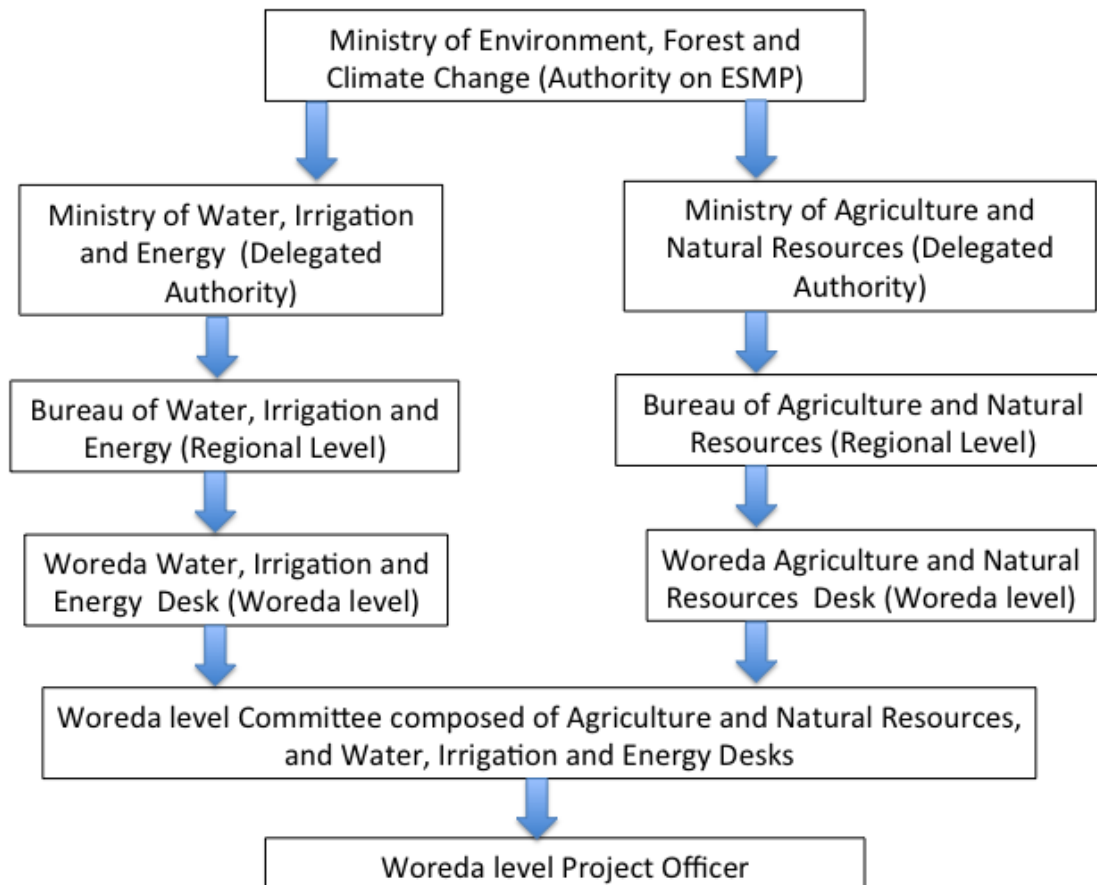 Ministry of Environment, Forest and
Climate Change (Authority on ESMP)
Ministry of Water, Irrigation
and Energy  (Delegated
Authority)
Ministry of Agriculture and
Natural Resources (Delegated
Authority)
Bureau of Water, Irrigation and
Energy (Regional Level)
Bureau of Agriculture and Natural
Resources (Regional Level)
Woreda Water, Irrigation and
Energy  Desk (Woreda level)
Woreda Agriculture and Natural
Resources  Desk (Woreda level)
Woreda level Committee composed of Agriculture and Natural Resources,
and Water, Irrigation and Energy Desks
Woreda level Project Officer